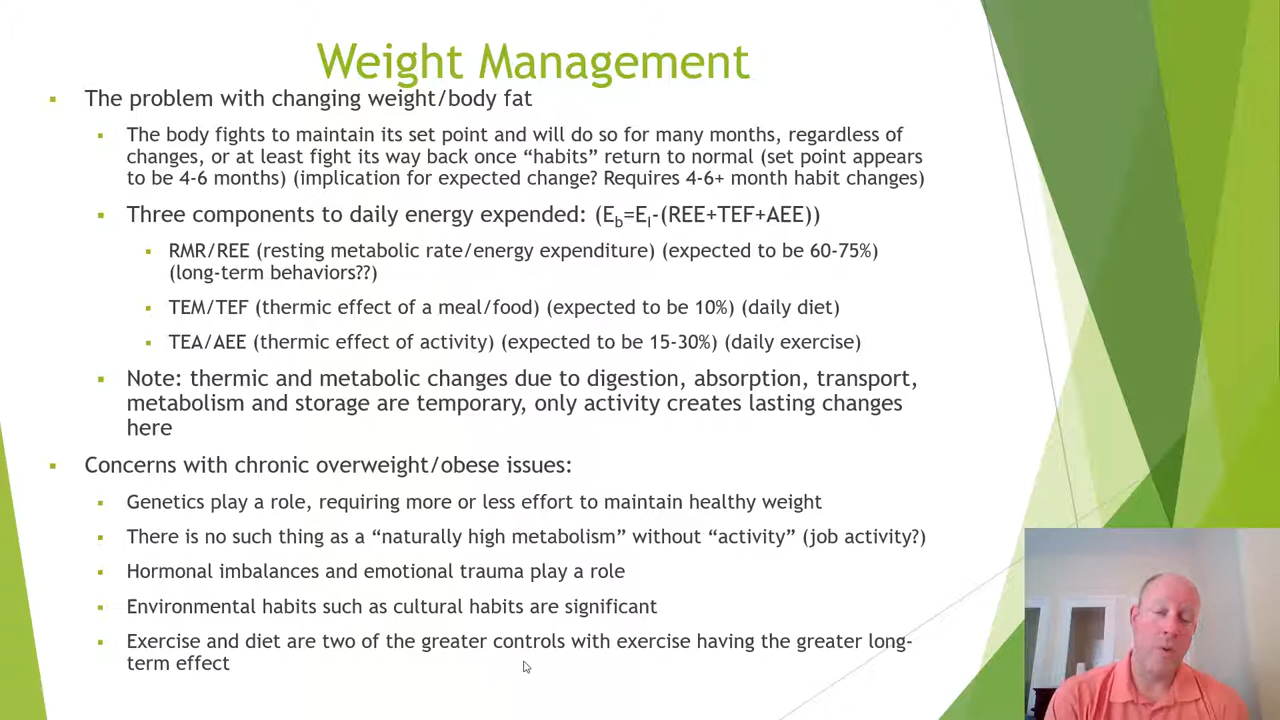 Weight Management
The problem with changing weight/body fat
The body fights to maintain its set point and will do so for many months, regardless of
changes, or at least fight its way back once “habits” return to normal (set point appears
to be 4-6 months) (implication for expected change? Requires 4-6+ month habit changes)
Three components to daily energy expended: (Eb=EI-(REE+TEF+AEE))
RMR/REE (resting metabolic rate/energy expenditure) (expected to be 60-75%)
(long-term behaviors??)
TEM/TEF (thermic effect of a meal/food) (expected to be 10%) (daily diet)
TEA/AEE (thermic effect of activity) (expected to be 15-30%) (daily exercise)
Note: thermic and metabolic changes due to digestion, absorption, transport,
metabolism and storage are temporary, only activity creates lasting changes
here
Concerns with chronic overweight/obese issues:
Genetics play a role, requiring more or less effort to maintain healthy weight
There is no such thing as a “naturally high metabolism” without “activity” (job activity?)
Hormonal imbalances and emotional trauma play a role
Environmental habits such as cultural habits are significant
Exercise and diet are two of the greater controls with exercise having the greater long-
term effect